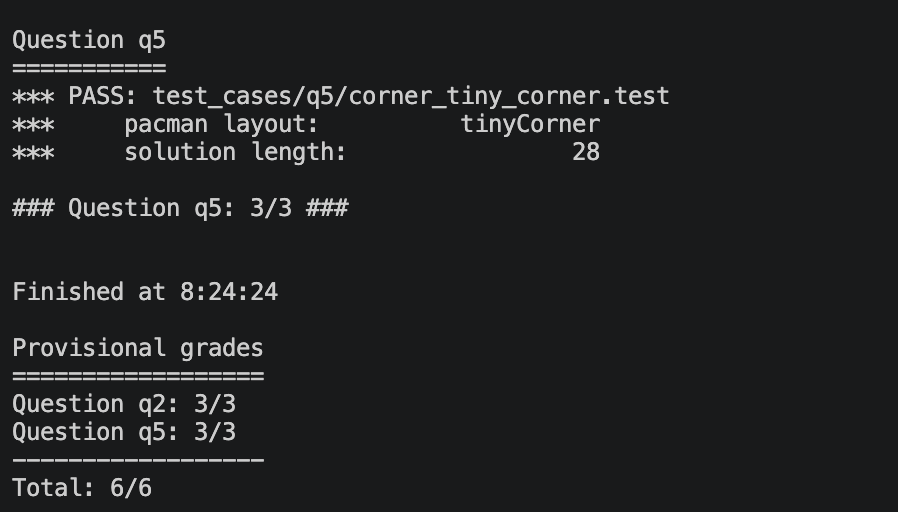 Question q5
===========
*** PASS: test_cases/q5/corner_tiny_corner.test
***     pacman layout:          tinyCorner
***     solution length:                28
### Question q5: 3/3 ###
Finished at 8:24:24
Provisional grades
==================
Question q2: 3/3
Question q5: 3/3
------------------
Total: 6/6